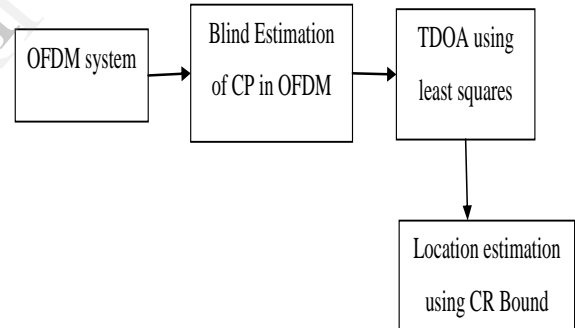 OFDM system
Blind Estimation
of CP in OFDM
TDOA using
least squares
Location estimation
using CR Bound